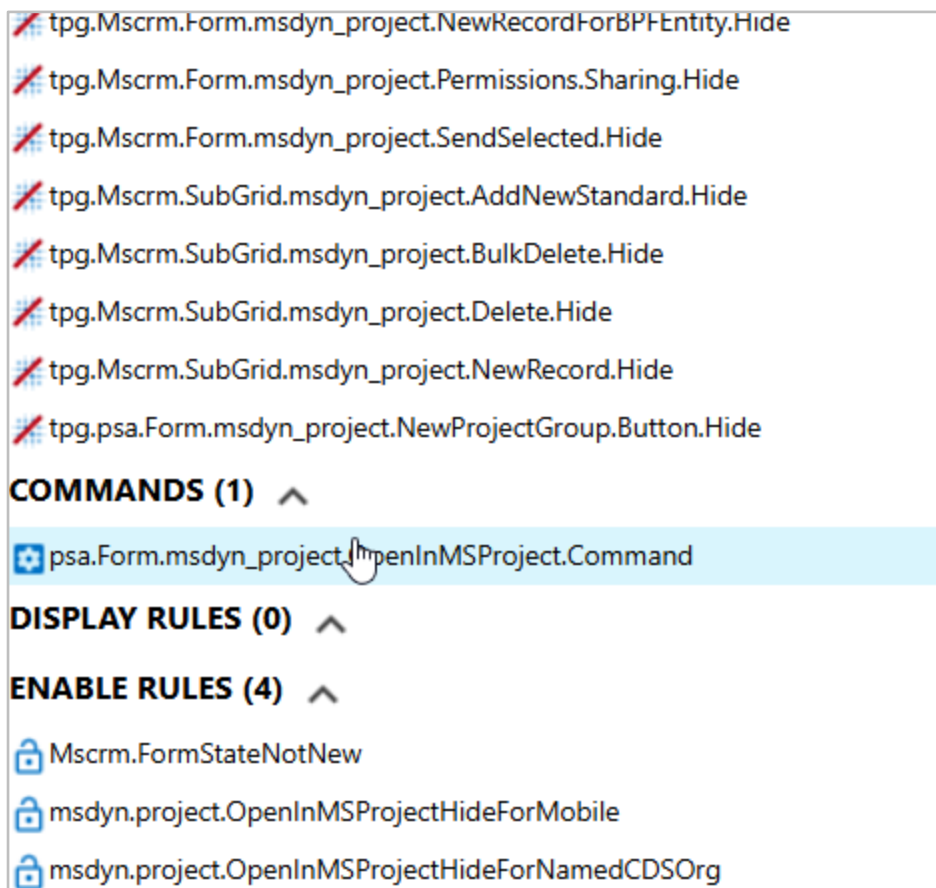 tpg.Mscrm.Form.msdyn_project.NewRecordForBPFEntity.Hide
tpg.Mscrm.Form.msdyn_project.Permissions.Sharing.Hide
tpg.Mscrm.Form.msdyn_project.SendSelected.Hide
tpg.Mscrm.SubGrid.msdyn_project.AddNewStandard.Hide
tpg.Mscrm.SubGrid.msdyn_project.BulkDelete.Hide
tpg.Mscrm.SubGrid.msdyn_project.Delete.Hide
tpg.Mscrm.SubGrid.msdyn_project.NewRecord.Hide
tpg.psa.Form.msdyn_project.NewProjectGroup.Button.Hide
COMMANDS (1)
psa.Form.msdyn_project.OpenInMSProject.Command
DISPLAY RULES (0)
ENABLE RULES (4)
Mscrm.FormStateNotNew
msdyn.project.OpenInMSProjectHideForMobile
msdyn.project.OpenInMSProjectHideForNamedCDSOrg